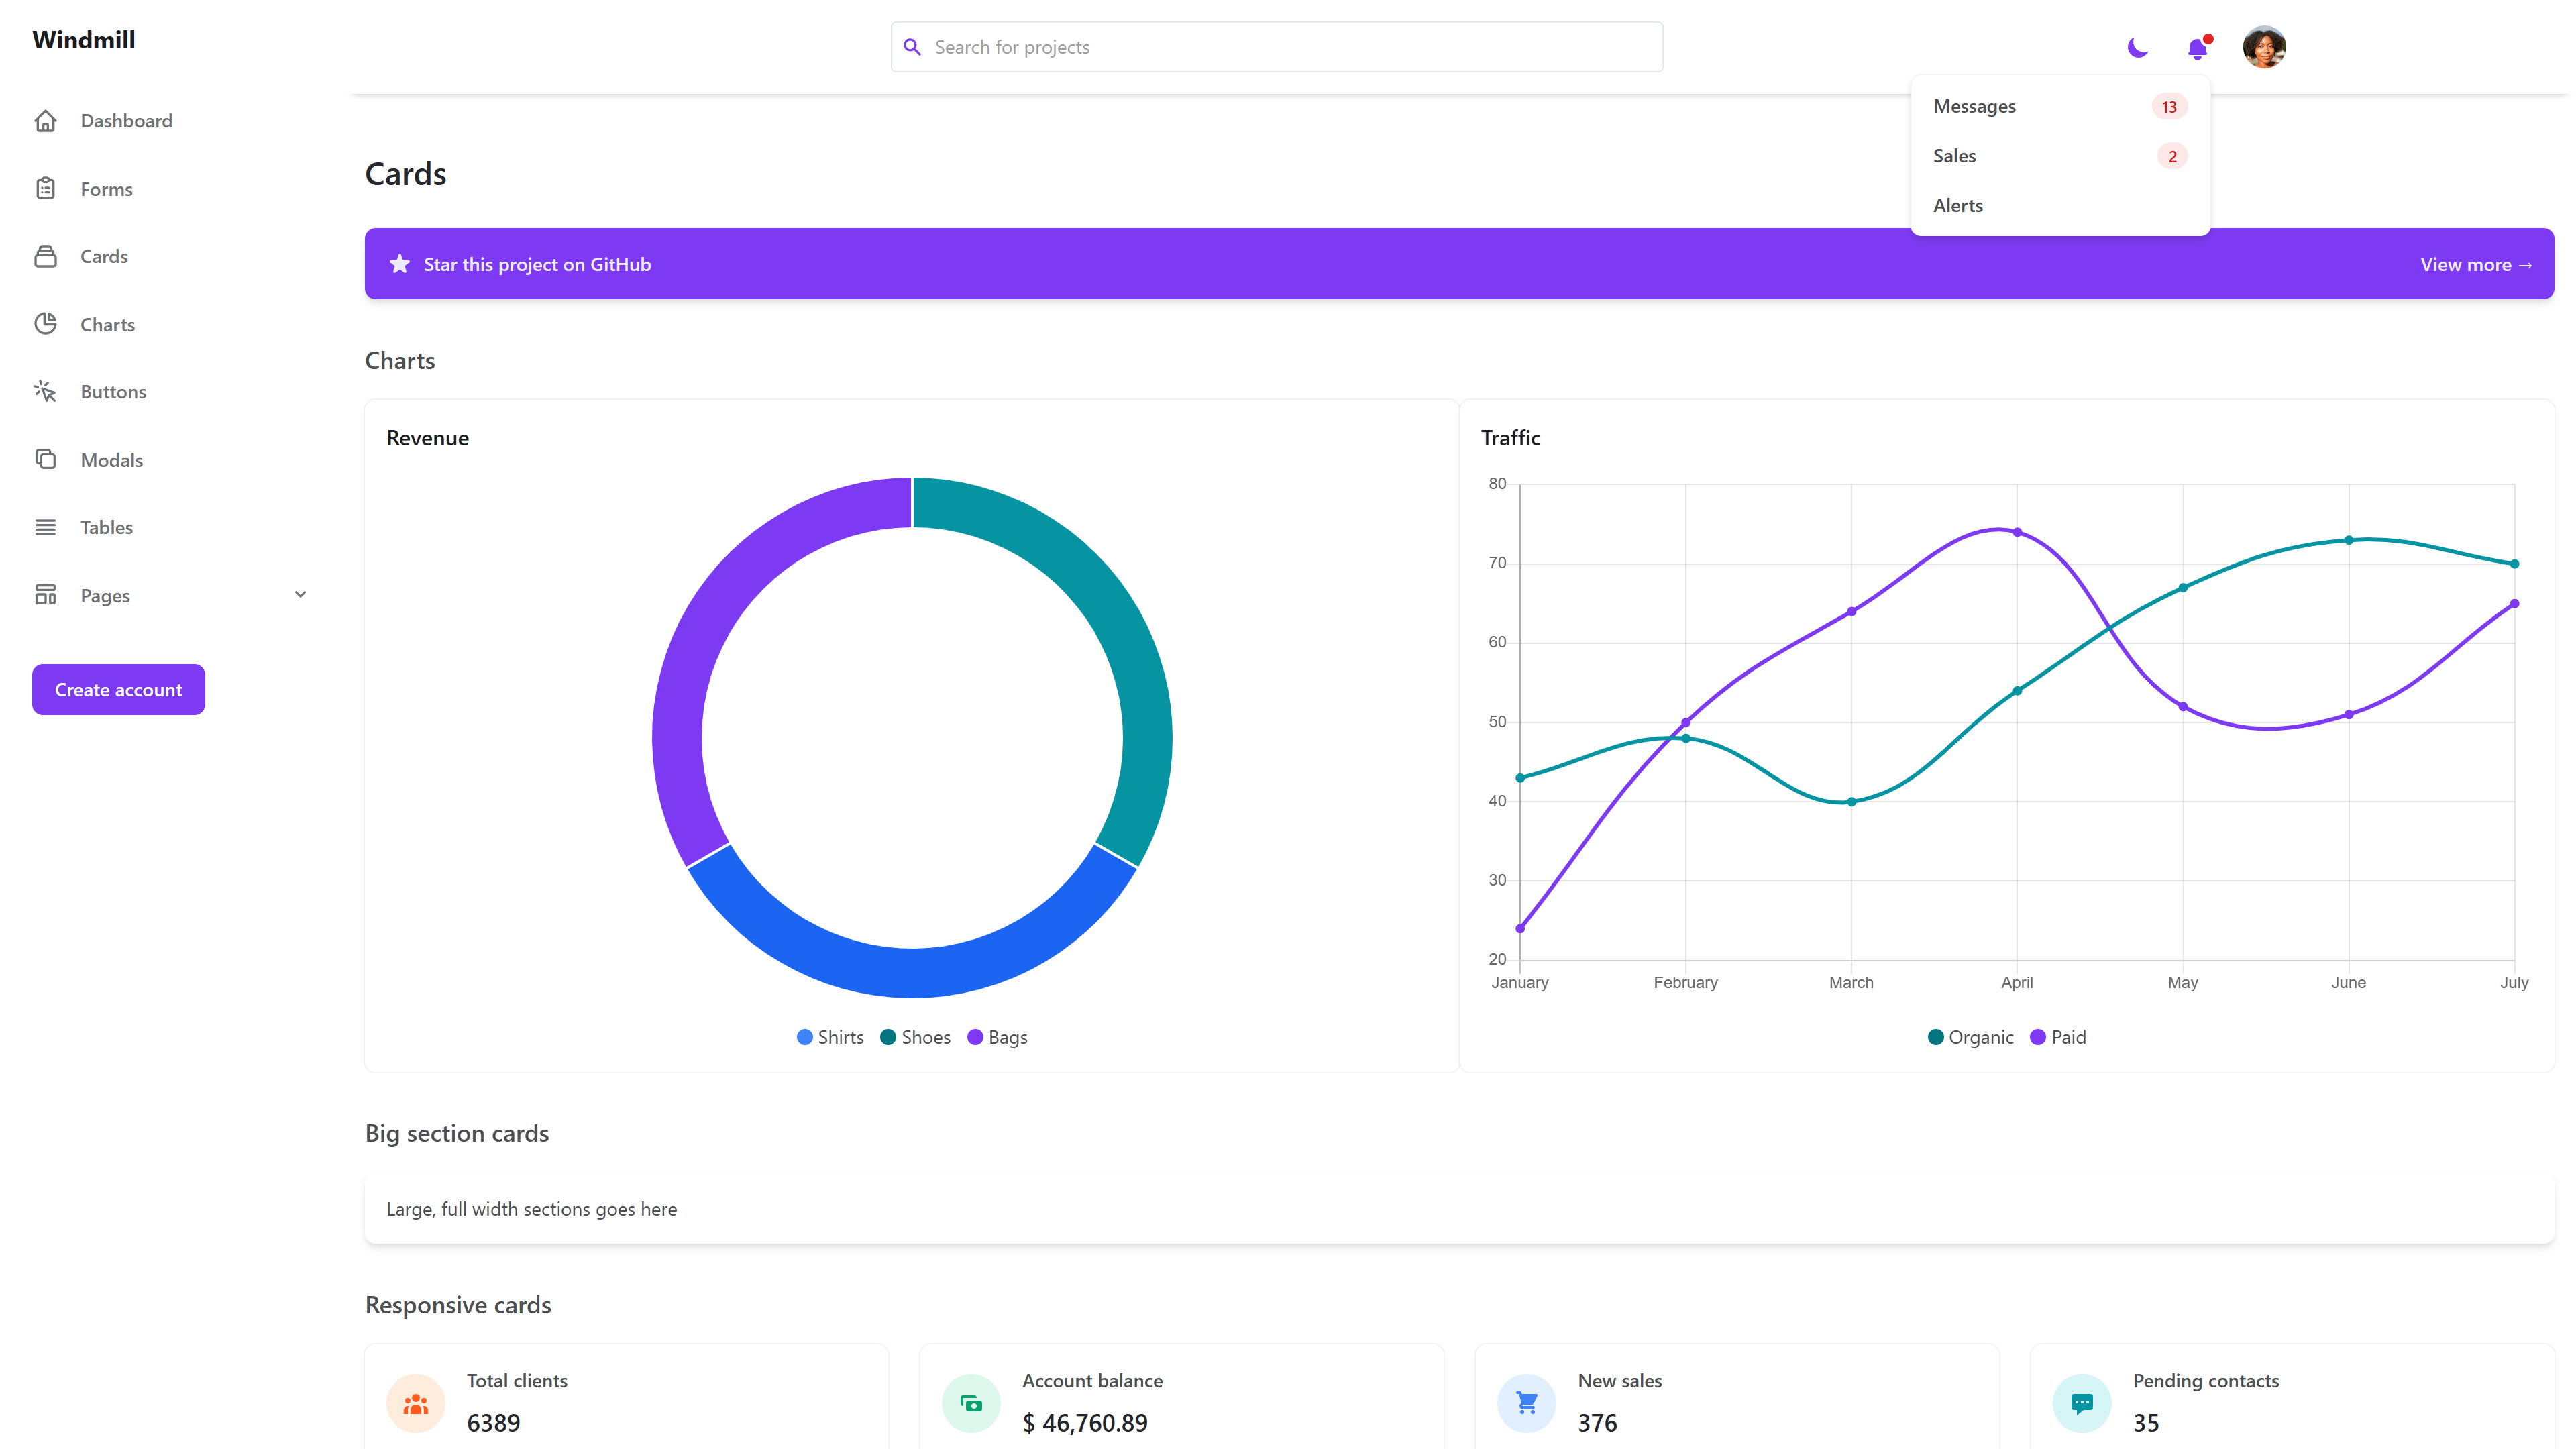 Windmill
Search for projects
Dashboard
Forms
Cards
Charts
Buttons
Modals
Tables
Pages
Create account
Messages 13
Sales 2
Alerts
Cards
Star this project on GitHub
View more →
Charts
Revenue
Shirts Shoes Bags
Traffic
80
70
60
50
40
30
20
January February March April May June July
Organic Paid
Big section cards
Large, full width sections goes here
Responsive cards
Total clients
6389
Account balance
$ 46,760.89
New sales
376
Pending contacts
35